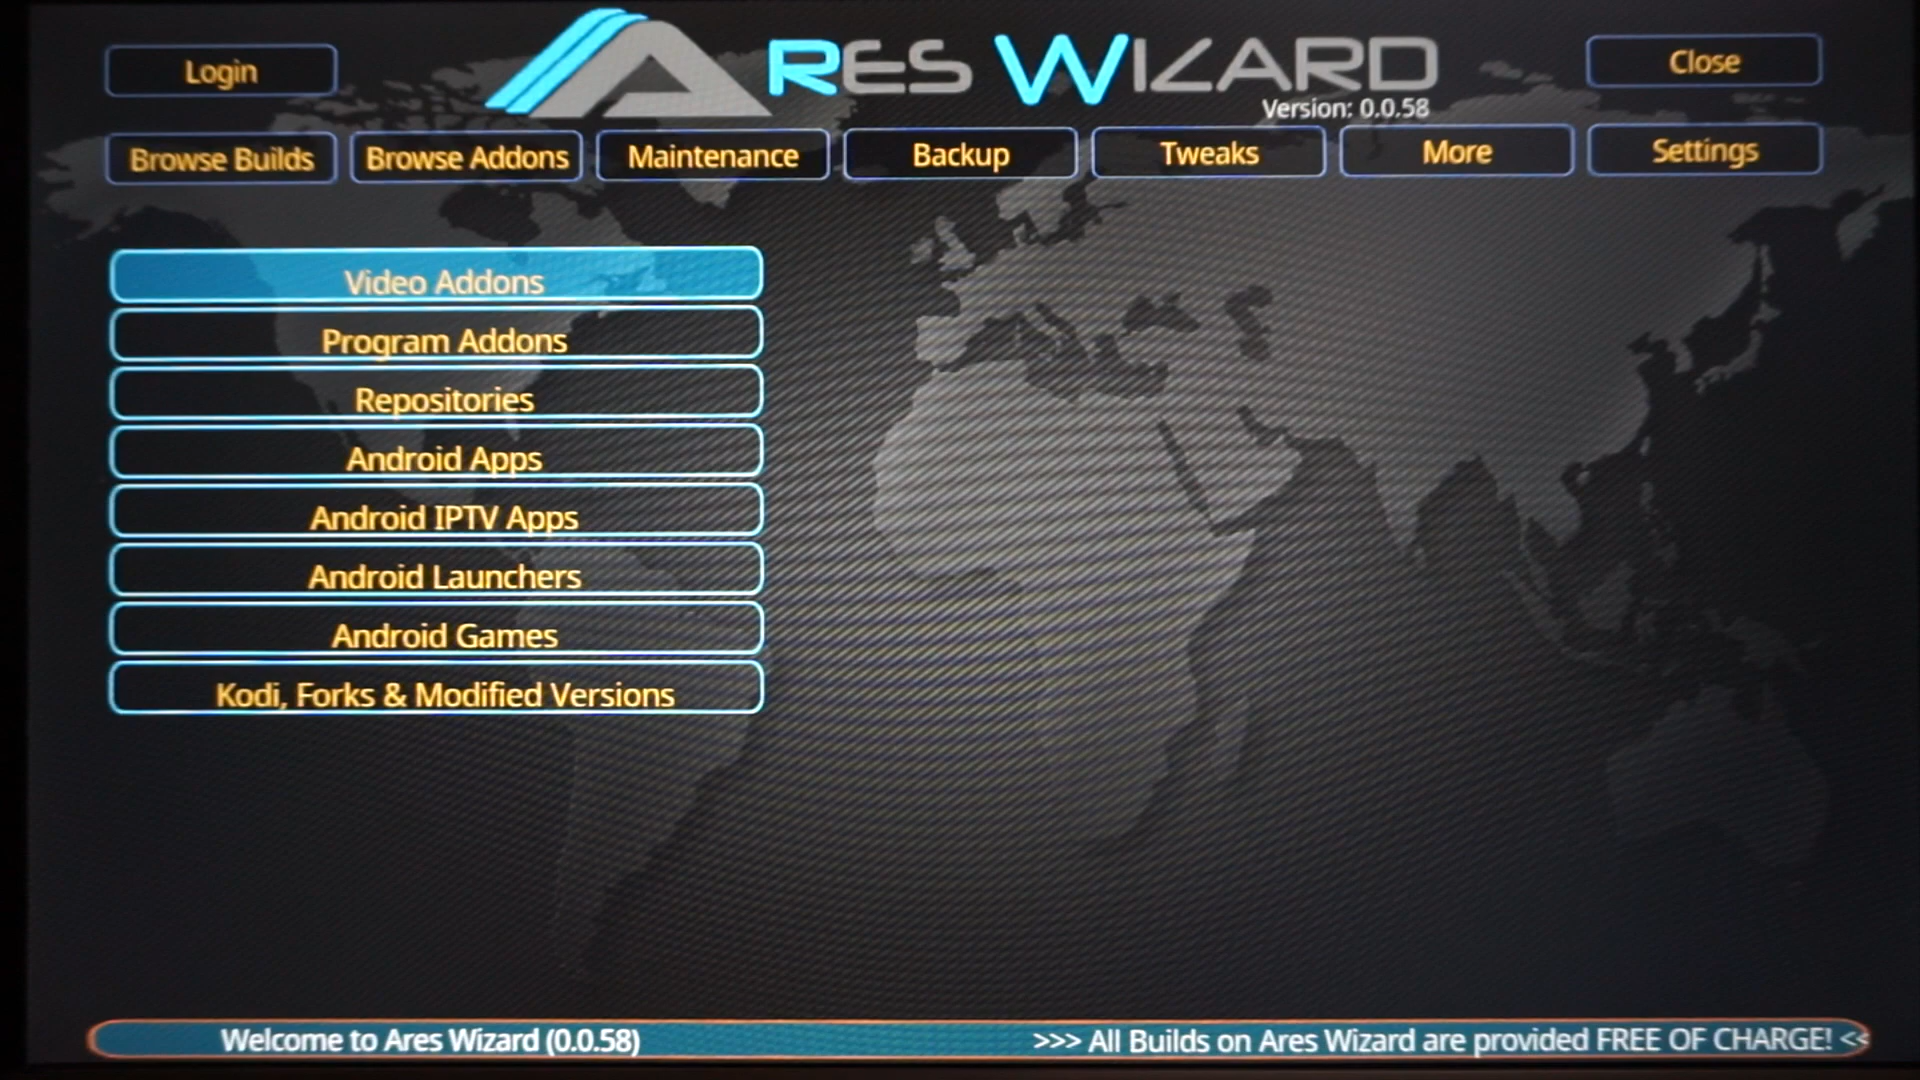 Login
ARES WIZARD
Close
Version: 0.0.58
Browse Builds
Browse Addons
Maintenance
Backup
Tweaks
More
Settings
Video Addons
Program Addons
Repositories
Android Apps
Android IPTV Apps
Android Launchers
Android Games
Kodi, Forks & Modified Versions
Welcome to Ares Wizard (0.0.58)
>>> All Builds on Ares Wizard are provided FREE OF CHARGE! <<